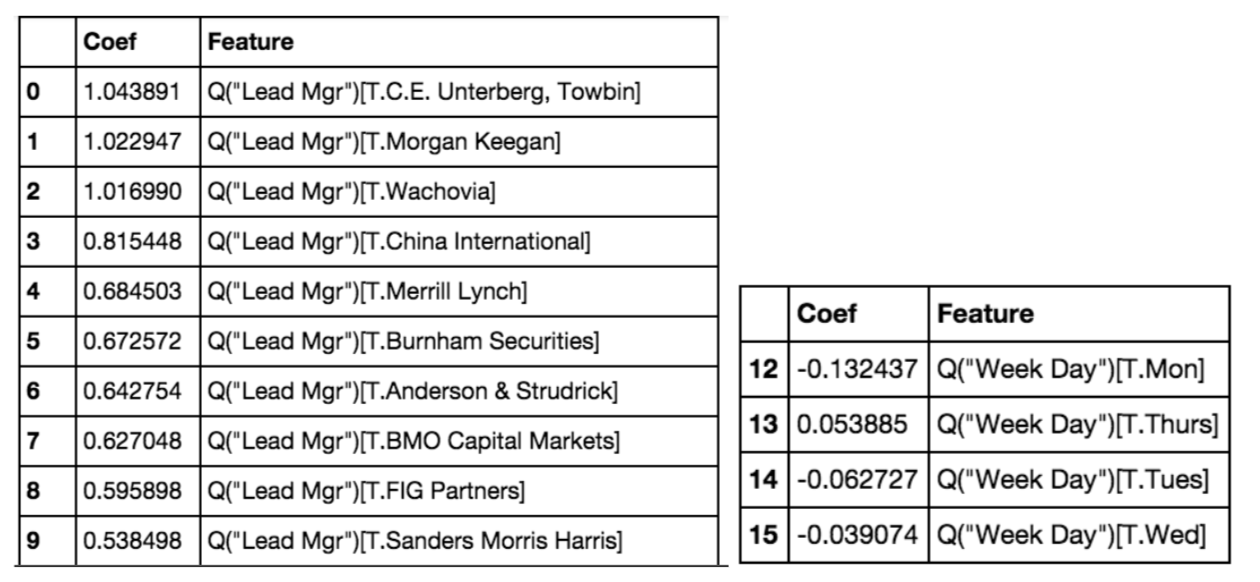 Coef Feature
0 1.043891 Q("Lead Mgr")[T.C.E. Unterberg, Towbin]
1 1.022947 Q("Lead Mgr")[T.Morgan Keegan]
2 1.016990 Q("Lead Mgr")[T.Wachovia]
3 0.815448 Q("Lead Mgr")[T.China International]
4 0.684503 Q("Lead Mgr")[T.Merrill Lynch]
5 0.672572 Q("Lead Mgr")[T.Burnham Securities]
6 0.642754 Q("Lead Mgr")[T.Anderson & Strudrick]
7 0.627048 Q("Lead Mgr")[T.BMO Capital Markets]
8 0.595898 Q("Lead Mgr")[T.FIG Partners]
9 0.538498 Q("Lead Mgr")[T.Sanders Morris Harris]
Coef Feature
12 -0.132437 Q("Week Day")[T.Mon]
13 0.053885 Q("Week Day")[T.Thurs]
14 -0.062727 Q("Week Day")[T.Tues]
15 -0.039074 Q("Week Day")[T.Wed]